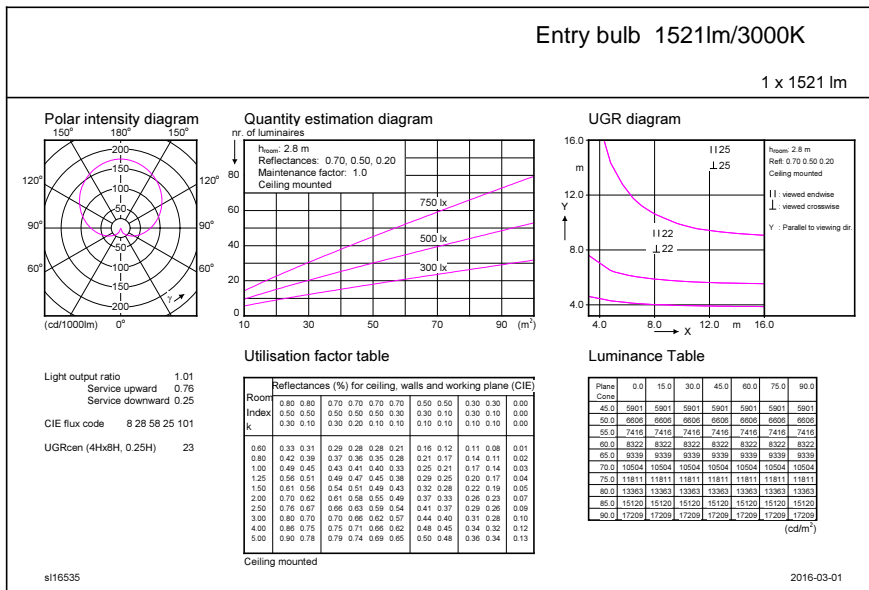 Entry bulb 1521lm/3000K
1 x 1521 lm
Polar intensity diagram
150° 180° 150°
200
150
120° 100 120°
50
90° 90°
50
60° 100 60°
150
200
γ
(cd/1000lm) 0°
Quantity estimation diagram
nr. of luminaires
hroom: 2.8 m
Reflectances: 0.70, 0.50, 0.20
Maintenance factor: 1.0
Ceiling mounted
80
750 lx
60
500 lx
40
300 lx
20
0
10 30 50 70 90 (m²)
UGR diagram
16.0
m
12.0
Y
8.0
4.0
4.0 8.0 12.0 m 16.0
X
||25
⊥25
||22
⊥22
hroom: 2.8 m
Refl: 0.70 0.50 0.20
Ceiling mounted
|| : viewed endwise
⊥ : viewed crosswise
Y : Parallel to viewing dir.
Light output ratio 1.01
Service upward 0.76
Service downward 0.25
CIE flux code 8 28 58 25 101
UGRcen (4Hx8H, 0.25H) 23
Utilisation factor table
Room Index k
Reflectances (%) for ceiling, walls and working plane (CIE)
0.80 0.80 0.70 0.70 0.70 0.70 0.50 0.50 0.30 0.30 0.00
0.50 0.50 0.50 0.50 0.50 0.30 0.30 0.10 0.30 0.10 0.00
0.30 0.10 0.30 0.20 0.10 0.10 0.10 0.10 0.10 0.10 0.00
0.60 0.33 0.31 0.29 0.28 0.28 0.21 0.16 0.12 0.11 0.08 0.01
0.80 0.42 0.39 0.37 0.36 0.35 0.28 0.21 0.17 0.14 0.11 0.02
1.00 0.49 0.45 0.43 0.41 0.40 0.33 0.25 0.21 0.17 0.14 0.03
1.25 0.56 0.51 0.49 0.47 0.45 0.38 0.29 0.25 0.20 0.17 0.04
1.50 0.61 0.56 0.54 0.51 0.49 0.43 0.32 0.28 0.22 0.19 0.05
2.00 0.70 0.62 0.61 0.58 0.55 0.49 0.37 0.33 0.26 0.23 0.07
2.50 0.76 0.67 0.66 0.63 0.59 0.54 0.41 0.37 0.29 0.26 0.09
3.00 0.80 0.70 0.70 0.66 0.62 0.57 0.44 0.40 0.31 0.28 0.10
4.00 0.86 0.75 0.75 0.71 0.66 0.62 0.48 0.45 0.34 0.32 0.12
5.00 0.90 0.78 0.79 0.74 0.69 0.65 0.50 0.48 0.36 0.34 0.13
Ceiling mounted
Luminance Table
Plane Cone 0.0 15.0 30.0 45.0 60.0 75.0 90.0
45.0 5901 5901 5901 5901 5901 5901 5901
50.0 6606 6606 6606 6606 6606 6606 6606
55.0 7416 7416 7416 7416 7416 7416 7416
60.0 8322 8322 8322 8322 8322 8322 8322
65.0 9339 9339 9339 9339 9339 9339 9339
70.0 10504 10504 10504 10504 10504 10504 10504
75.0 11811 11811 11811 11811 11811 11811 11811
80.0 13363 13363 13363 13363 13363 13363 13363
85.0 15120 15120 15120 15120 15120 15120 15120
90.0 17209 17209 17209 17209 17209 17209 17209
(cd/m²)
sl16535
2016-03-01